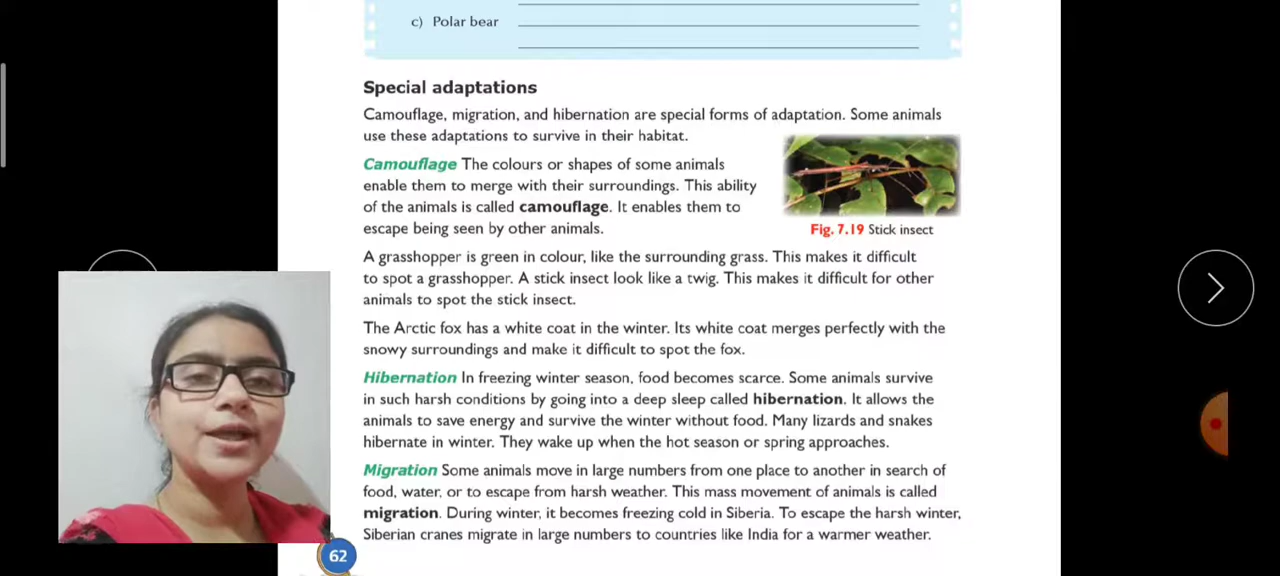 c) Polar bear
Special adaptations
Camouflage, migration, and hibernation are special forms of adaptation. Some animals
use these adaptations to survive in their habitat.
Camouflage The colours or shapes of some animals
enable them to merge with their surroundings. This ability
of the animals is called camouflage. It enables them to
escape being seen by other animals.
Fig. 7.19 Stick insect
A grasshopper is green in colour, like the surrounding grass. This makes it difficult
to spot a grasshopper. A stick insect look like a twig. This makes it difficult for other
animals to spot the stick insect.
The Arctic fox has a white coat in the winter. Its white coat merges perfectly with the
snowy surroundings and make it difficult to spot the fox.
Hibernation In freezing winter season, food becomes scarce. Some animals survive
in such harsh conditions by going into a deep sleep called hibernation. It allows the
animals to save energy and survive the winter without food. Many lizards and snakes
hibernate in winter. They wake up when the hot season or spring approaches.
Migration Some animals move in large numbers from one place to another in search of
food, water, or to escape from harsh weather. This mass movement of animals is called
migration. During winter, it becomes freezing cold in Siberia. To escape the harsh winter,
Siberian cranes migrate in large numbers to countries like India for a warmer weather.
62